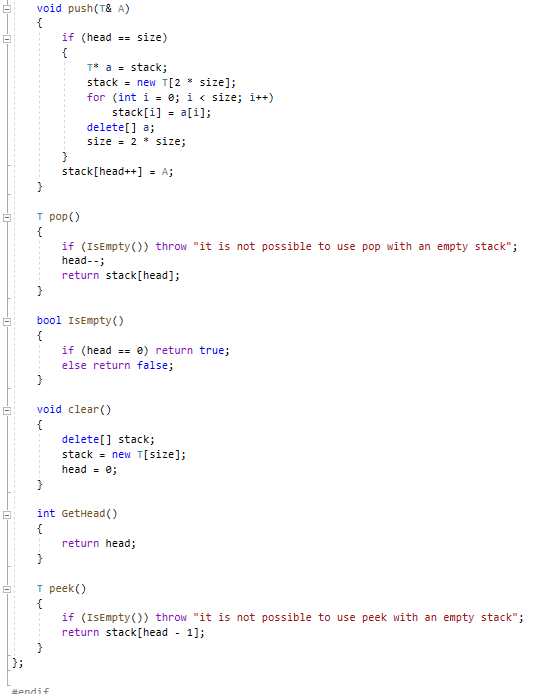 void push(T& A)
{
if (head == size)
{
T* a = stack;
stack = new T[2 * size];
for (int i = 0; i < size; i++)
stack[i] = a[i];
delete[] a;
size = 2 * size;
}
stack[head++] = A;
}
T pop()
{
if (IsEmpty()) throw "it is not possible to use pop with an empty stack";
head--;
return stack[head];
}
bool IsEmpty()
{
if (head == 0) return true;
else return false;
}
void clear()
{
delete[] stack;
stack = new T[size];
head = 0;
}
int GetHead()
{
return head;
}
T peek()
{
if (IsEmpty()) throw "it is not possible to use peek with an empty stack";
return stack[head - 1];
}
};
#endif